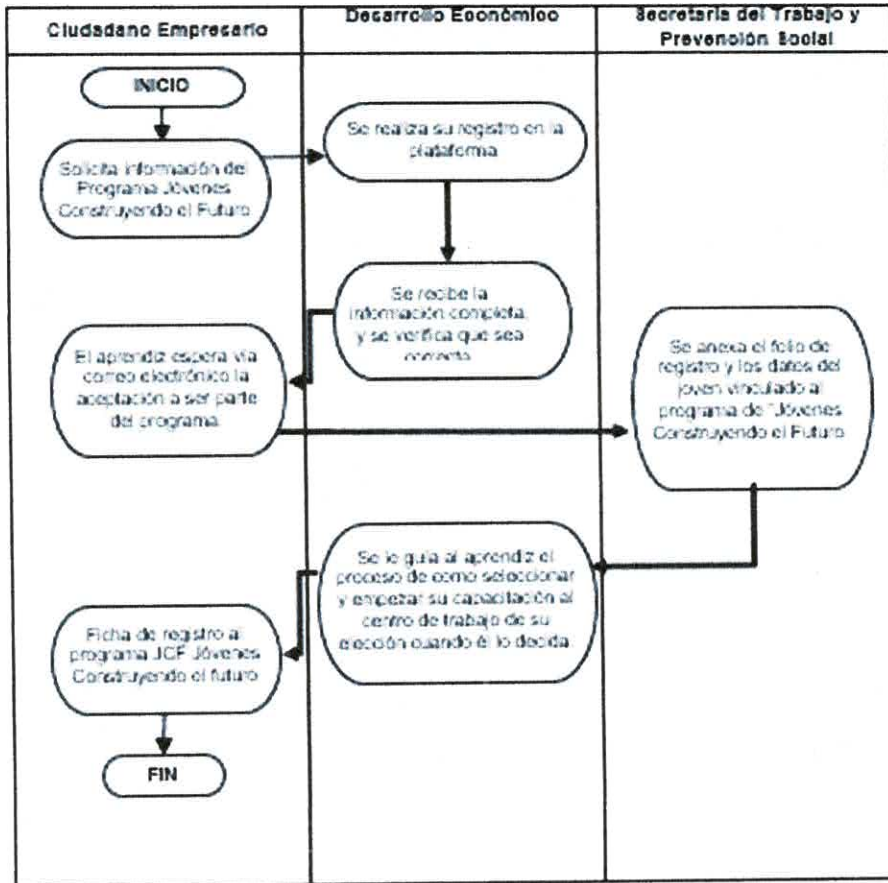 Ciudadano Empresario
Desarrollo Económico
Secretaria del Trabajo y
Prevención Social
INICIO
Solicita información del
Programa Jóvenes
Construyendo el Futuro
Se realiza su registro en la
plataforma
Se recibe la
información completa,
y se verifica que sea
correcta
El aprendiz espera vía
correo electrónico la
aceptación a ser parte
del programa.
Se anexa el folio de
registro y los datos del
joven vinculado al
programa de "Jóvenes
Construyendo el Futuro
Se le guía al aprendiz el
proceso de como seleccionar
y empezar su capacitación al
centro de trabajo de su
elección cuando él lo decida.
Ficha de registro al
programa JCF Jóvenes
Construyendo el futuro
FIN